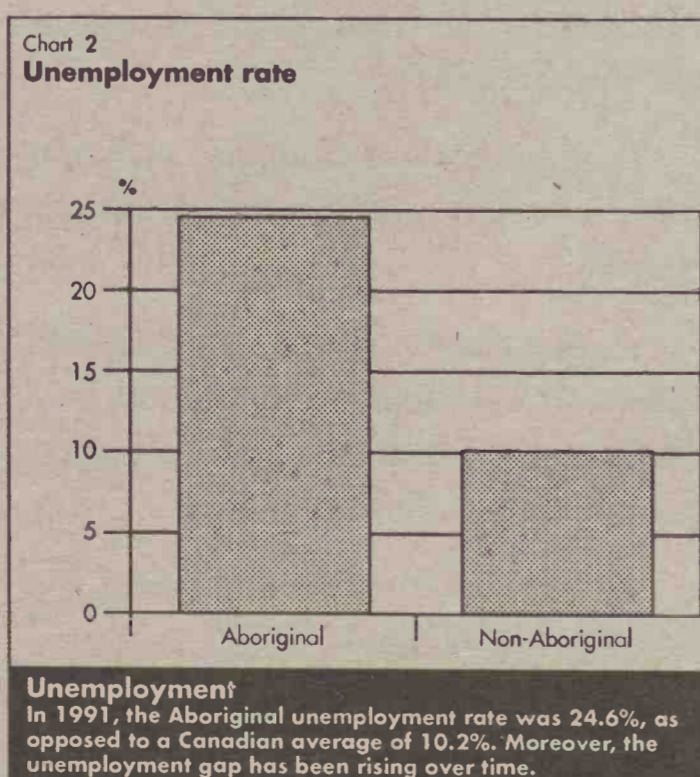 Chart 2
Unemployment rate
%
25
20
15
10
5
0
Aboriginal
Non-Aboriginal
Unemployment
In 1991, the Aboriginal unemployment rate was 24.6%, as
opposed to a Canadian average of 10.2%. Moreover, the
unemployment gap has been rising over time.